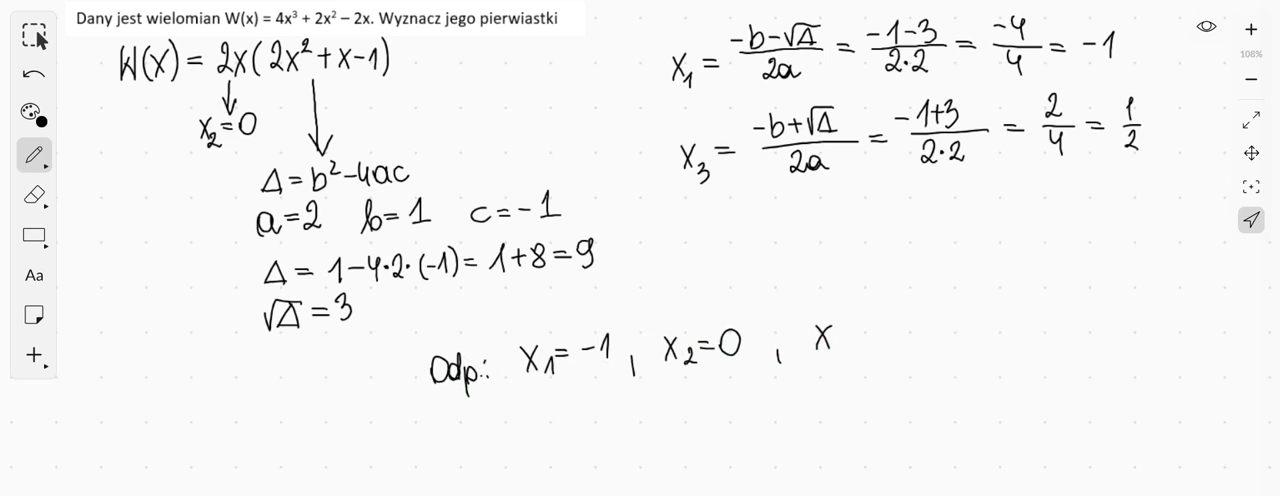 Dany jest wielomian W(x) = 4x³ + 2x² – 2x. Wyznacz jego pierwiastki
W(x) = 2x(2x²+x-1)
x₂=0
Δ=b²-4ac
a=2 b=1 c=-1
Δ = 1-4·2·(-1)= 1+8=9
√Δ=3
x₁ = (-b-√Δ)/2a = (-1-3)/2·2 = -4/4 = -1
x₃ = (-b+√Δ)/2a = (-1+3)/2·2 = 2/4 = 1/2
Odp.: x₁=-1, x₂=0, x
Aa
100%